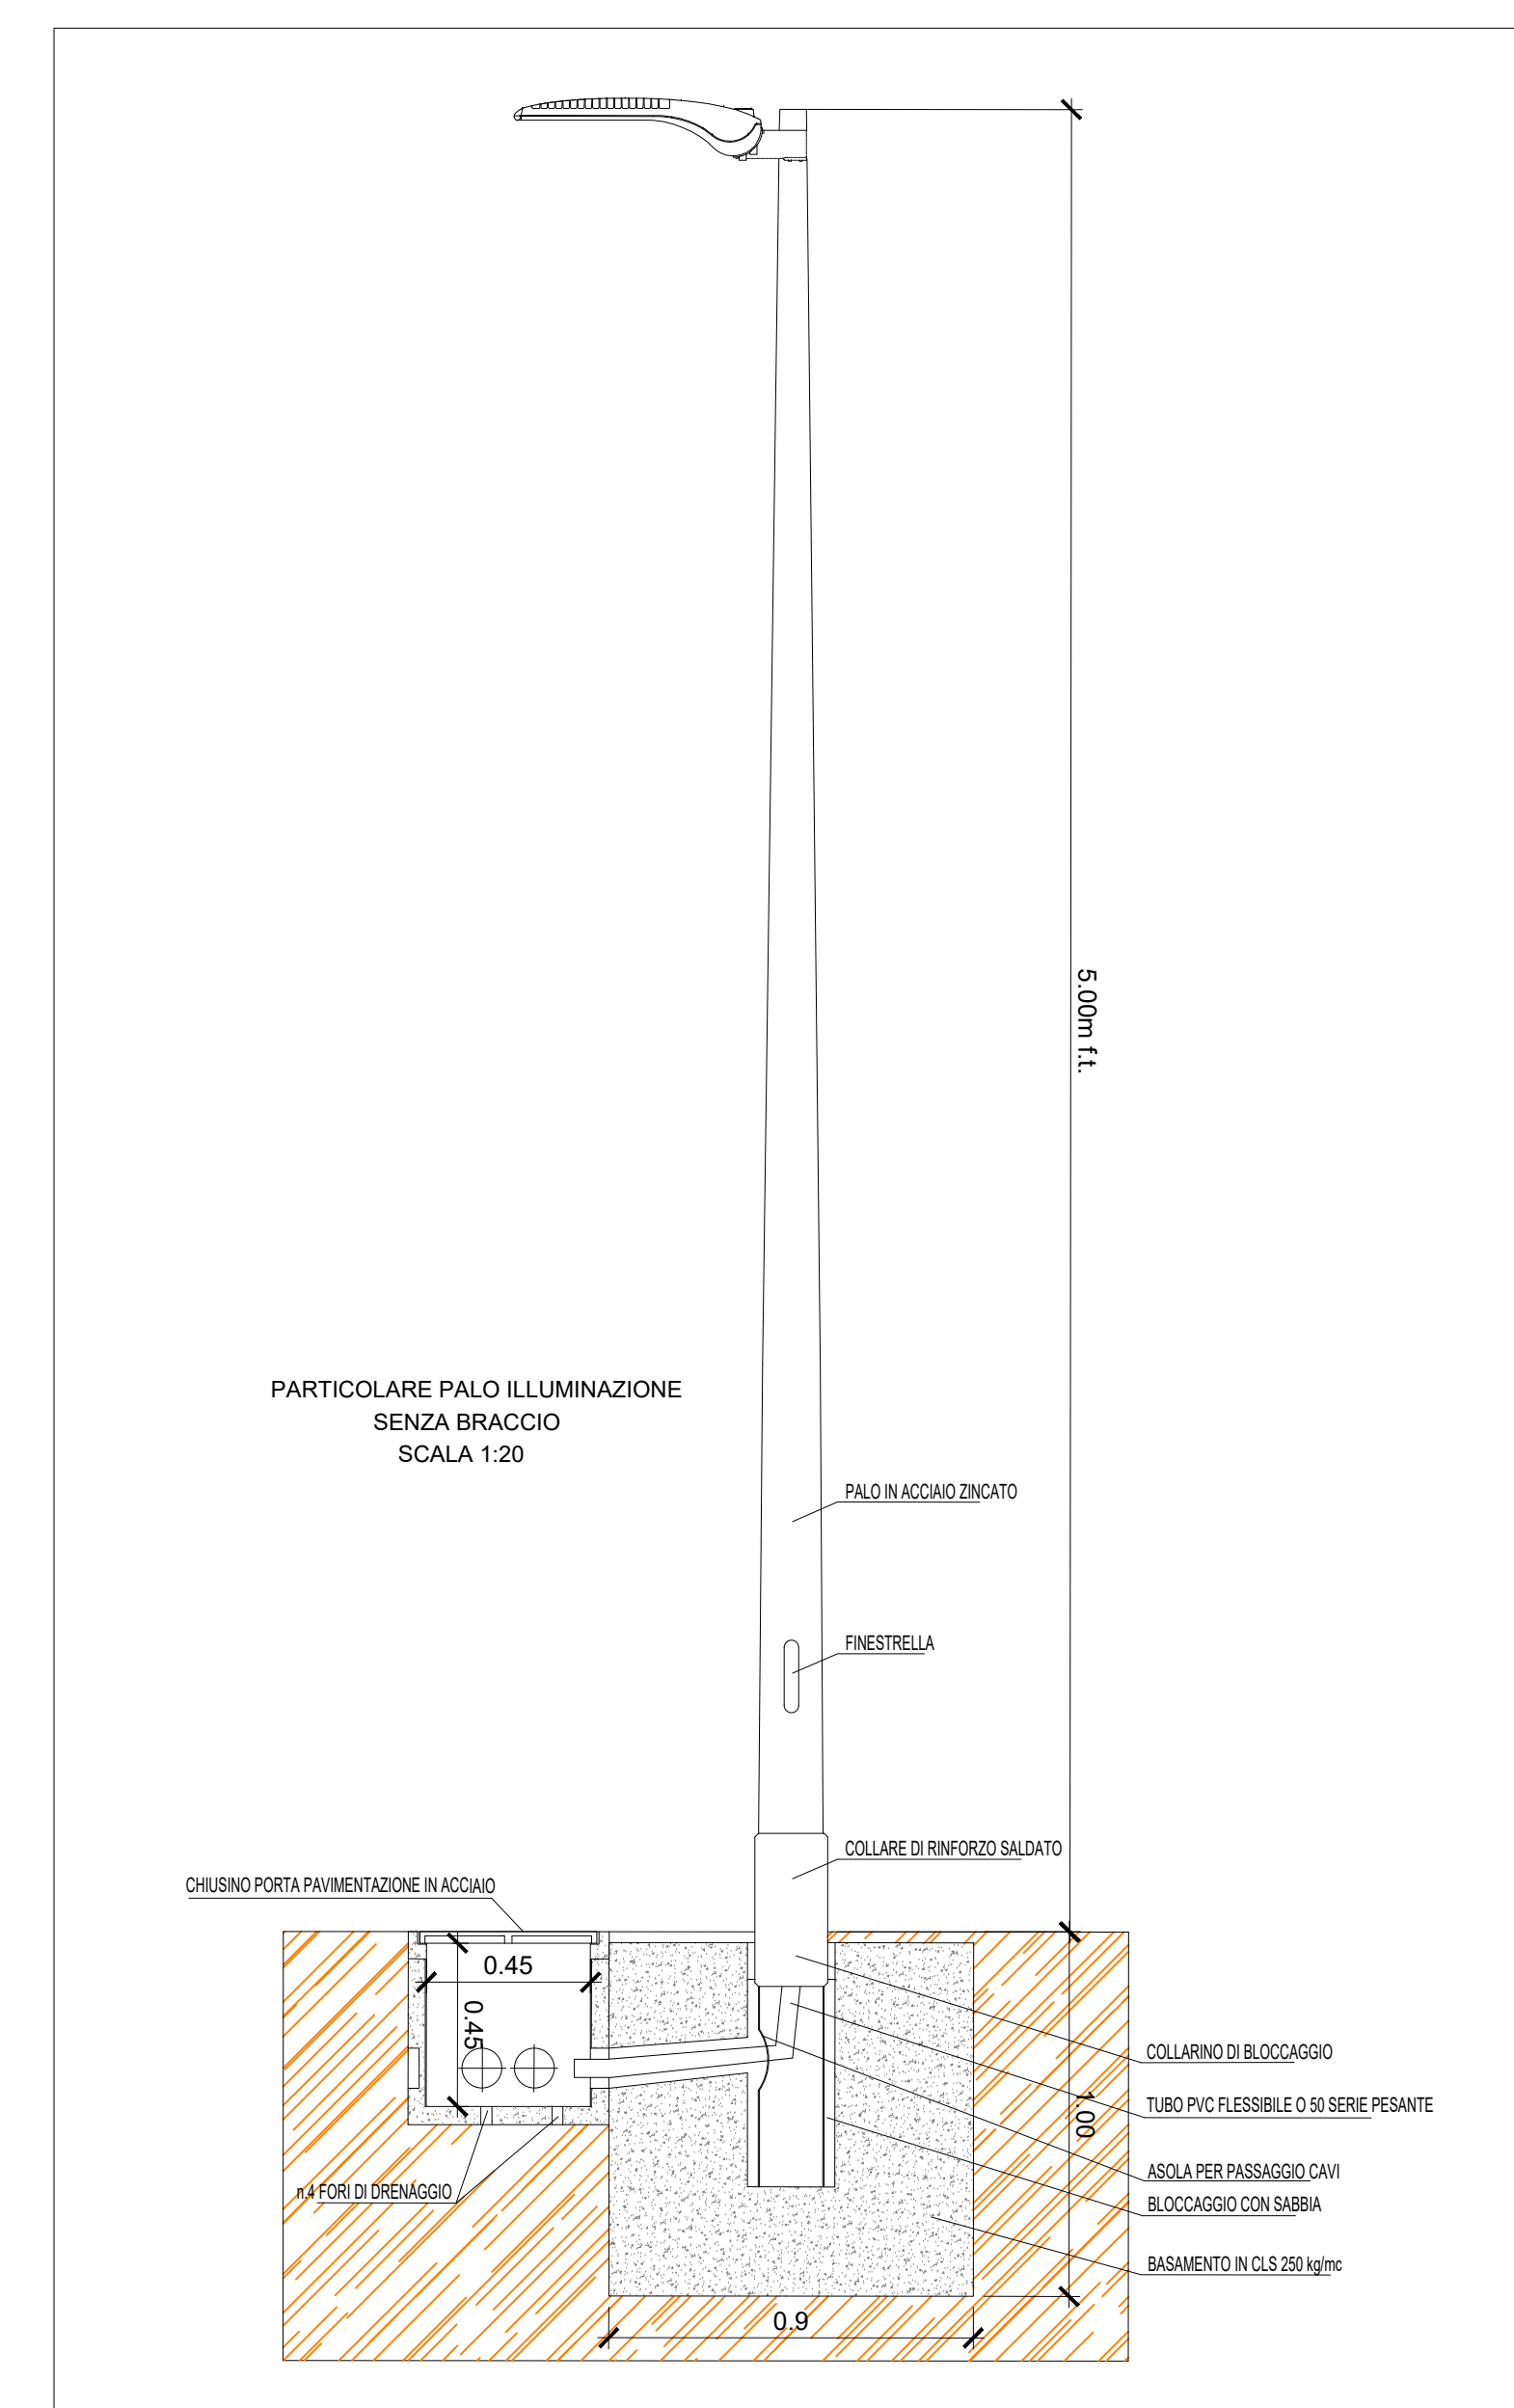 5.00m f.t.
PARTICOLARE PALO ILLUMINAZIONE
SENZA BRACCIO
SCALA 1:20
PALO IN ACCIAIO ZINCATO
FINESTRELLA
COLLARE DI RINFORZO SALDATO
CHIUSINO PORTA PAVIMENTAZIONE IN ACCIAIO
0.45
0.45
COLLARINO DI BLOCCAGGIO
1.00
TUBO PVC FLESSIBILE O 50 SERIE PESANTE
ASOLA PER PASSAGGIO CAVI
n.4 FORI DI DRENAGGIO
BLOCCAGGIO CON SABBIA
BASAMENTO IN CLS 250 kg/mc
0.9